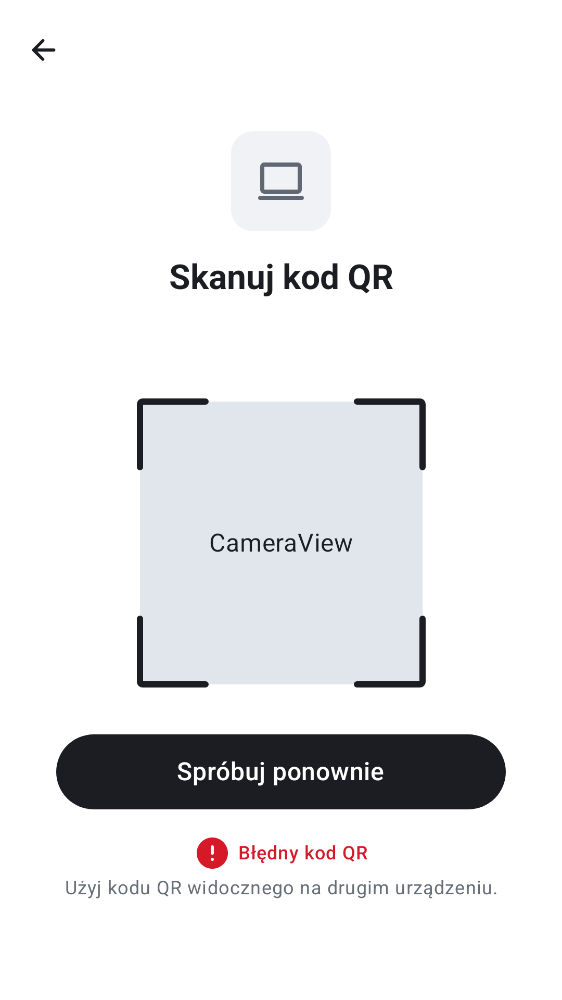 Skanuj kod QR
CameraView
Spróbuj ponownie
Błędny kod QR
Użyj kodu QR widocznego na drugim urządzeniu.